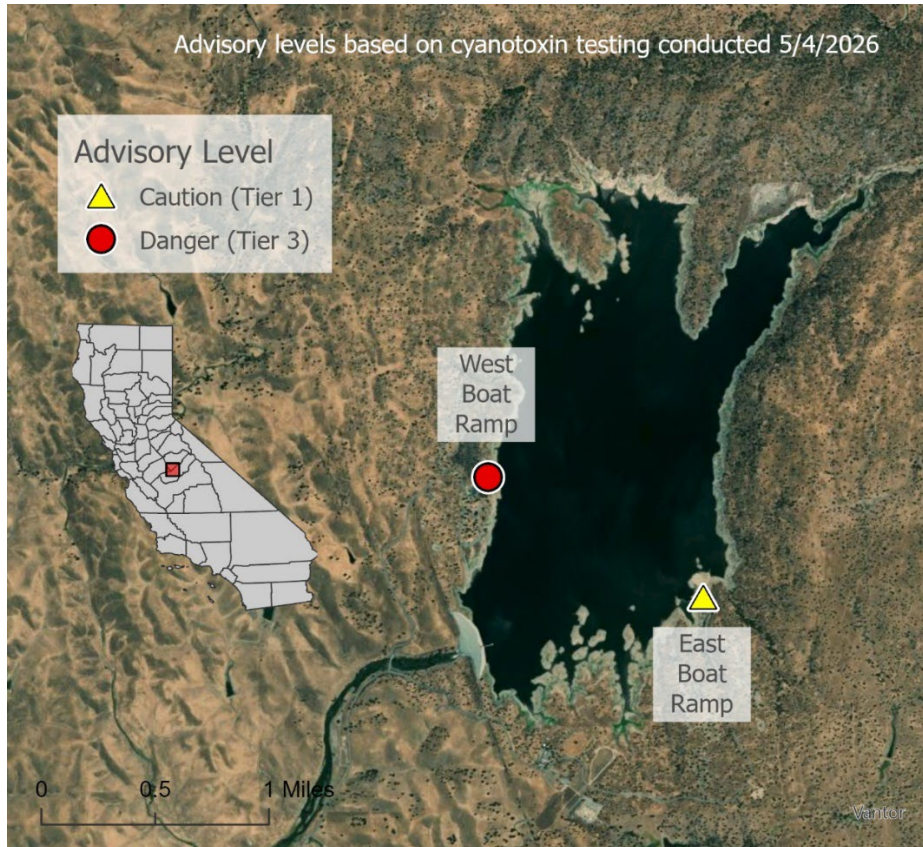 Advisory levels based on cyanotoxin testing conducted 5/4/2026
Advisory Level
Caution (Tier 1)
Danger (Tier 3)
West
Boat
Ramp
East
Boat
Ramp
0 0.5 1 Miles
Vantor